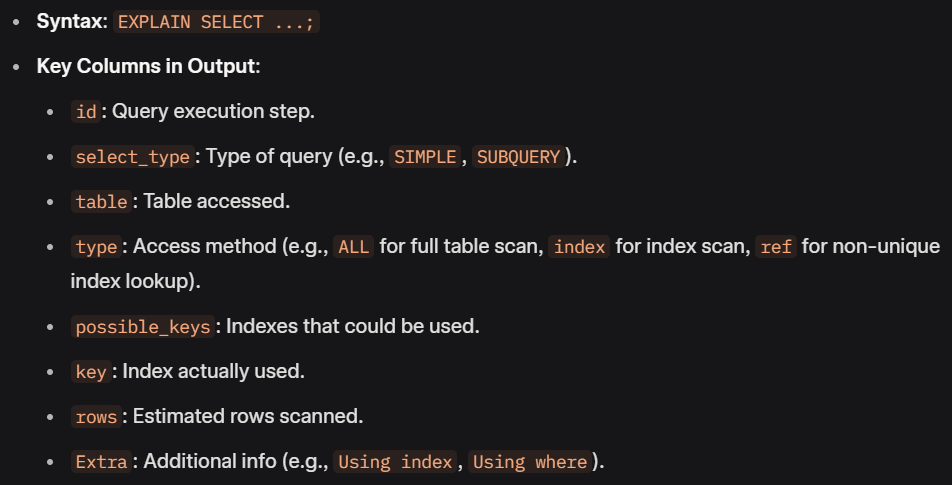 • Syntax: EXPLAIN SELECT ...;
• Key Columns in Output:
• id: Query execution step.
• select_type: Type of query (e.g., SIMPLE, SUBQUERY).
• table: Table accessed.
• type: Access method (e.g., ALL for full table scan, index for index scan, ref for non-unique
index lookup).
• possible_keys: Indexes that could be used.
• key: Index actually used.
• rows: Estimated rows scanned.
• Extra: Additional info (e.g., Using index, Using where).